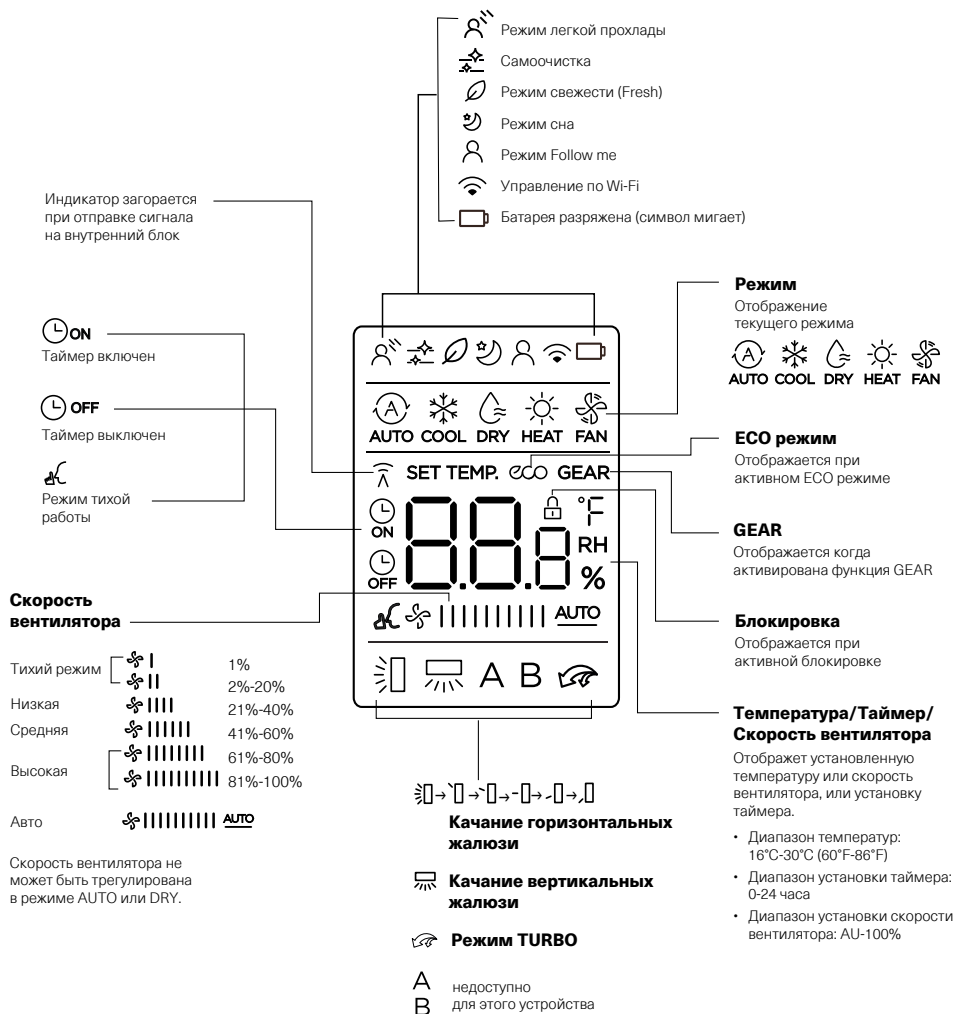 Режим легкой прохлады
Самоочистка
Режим свежести (Fresh)
Режим сна
Режим Follow me
Управление по Wi-Fi
Батарея разряжена (символ мигает)
Индикатор загорается
при отправке сигнала
на внутренний блок
ON
Таймер включен
OFF
Таймер выключен
Режим тихой
работы
Скорость
вентилятора
Тихий режим
1%
2%-20%
Низкая
21%-40%
Средняя
41%-60%
Высокая
61%-80%
81%-100%
Авто
AUTO
Скорость вентилятора не
может быть трегулирована
в режиме AUTO или DRY.
A
AUTO COOL DRY HEAT FAN
SET TEMP. eco GEAR
ON
OFF
88.8
°F
RH
%
AUTO
A B
Качание горизонтальных
жалюзи
Качание вертикальных
жалюзи
Режим TURBO
A
B
недоступно
для этого устройства
Режим
Отображение
текущего режима
A
AUTO COOL DRY HEAT FAN
ECO режим
Отображается при
активном ECO режиме
GEAR
Отображается когда
активирована функция GEAR
Блокировка
Отображается при
активной блокировке
Температура/Таймер/
Скорость вентилятора
Отображет установленную
температуру или скорость
вентилятора, или установку
таймера.
• Диапазон температур:
16°C-30°C (60°F-86°F)
• Диапазон установки таймера:
0-24 часа
• Диапазон установки скорости
вентилятора: AU-100%